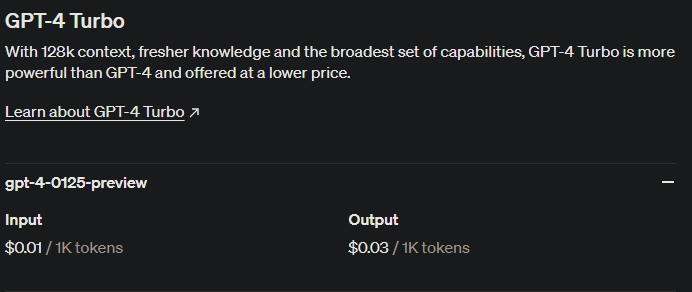 GPT-4 Turbo
With 128k context, fresher knowledge and the broadest set of capabilities, GPT-4 Turbo is more
powerful than GPT-4 and offered at a lower price.
Learn about GPT-4 Turbo ↗
gpt-4-0125-preview
Input
Output
$0.01 / 1K tokens
$0.03 / 1K tokens